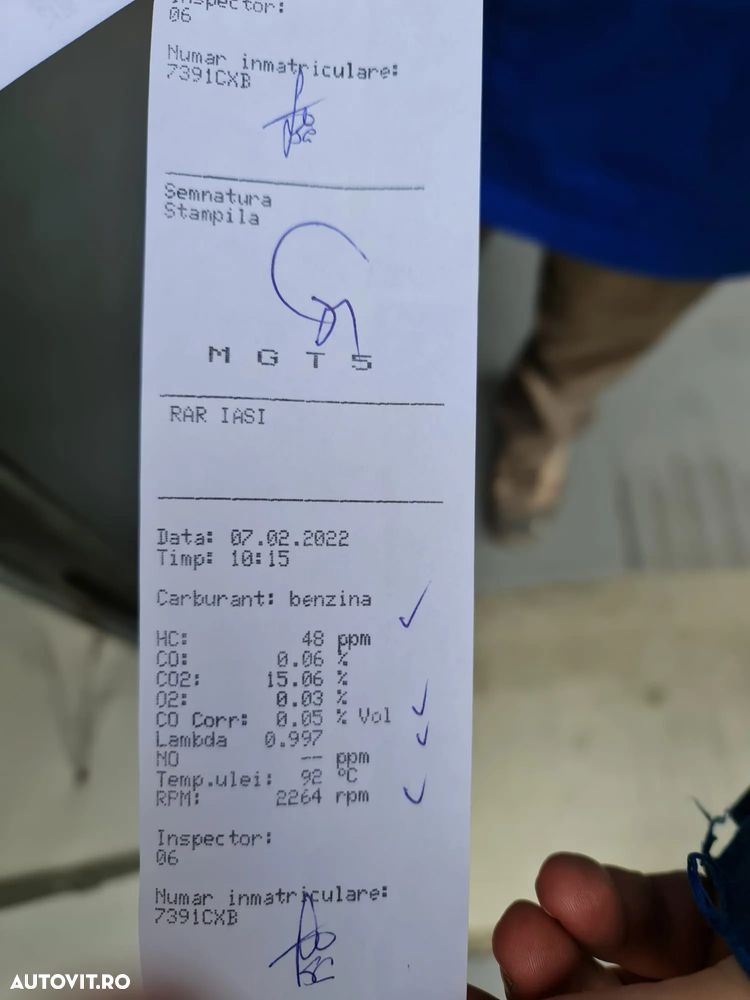 Inspector:
06
Numar inmatriculare:
7391CXB
Semnatura
Stampila
M G T 5
RAR IASI
Data: 07.02.2022
Timp: 10:15
Carburant: benzina
HC: 48 ppm
CO: 0.06 %
CO2: 15.06 %
O2: 0.03 %
CO Corr: 0.05 % Vol
Lambda 0.997
NO -- ppm
Temp.ulei: 92 °C
RPM: 2264 rpm
Inspector:
06
Numar inmatriculare:
7391CXB
AUTOVIT.RO